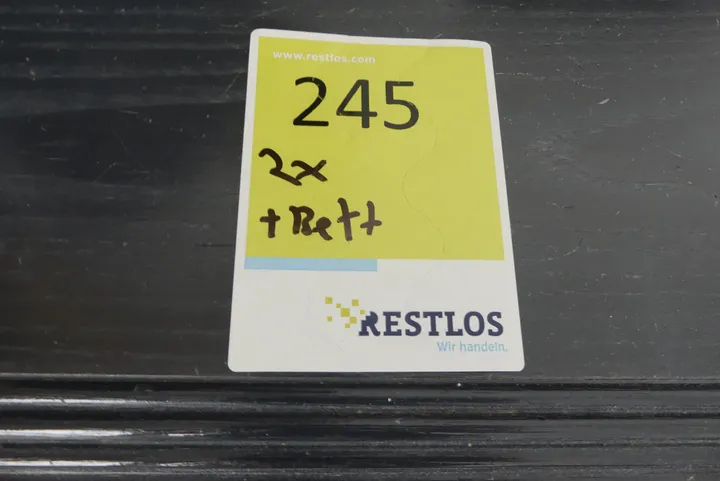 www.restlos.com
245
2x
+ Bett
RESTLOS
Wir handeln.